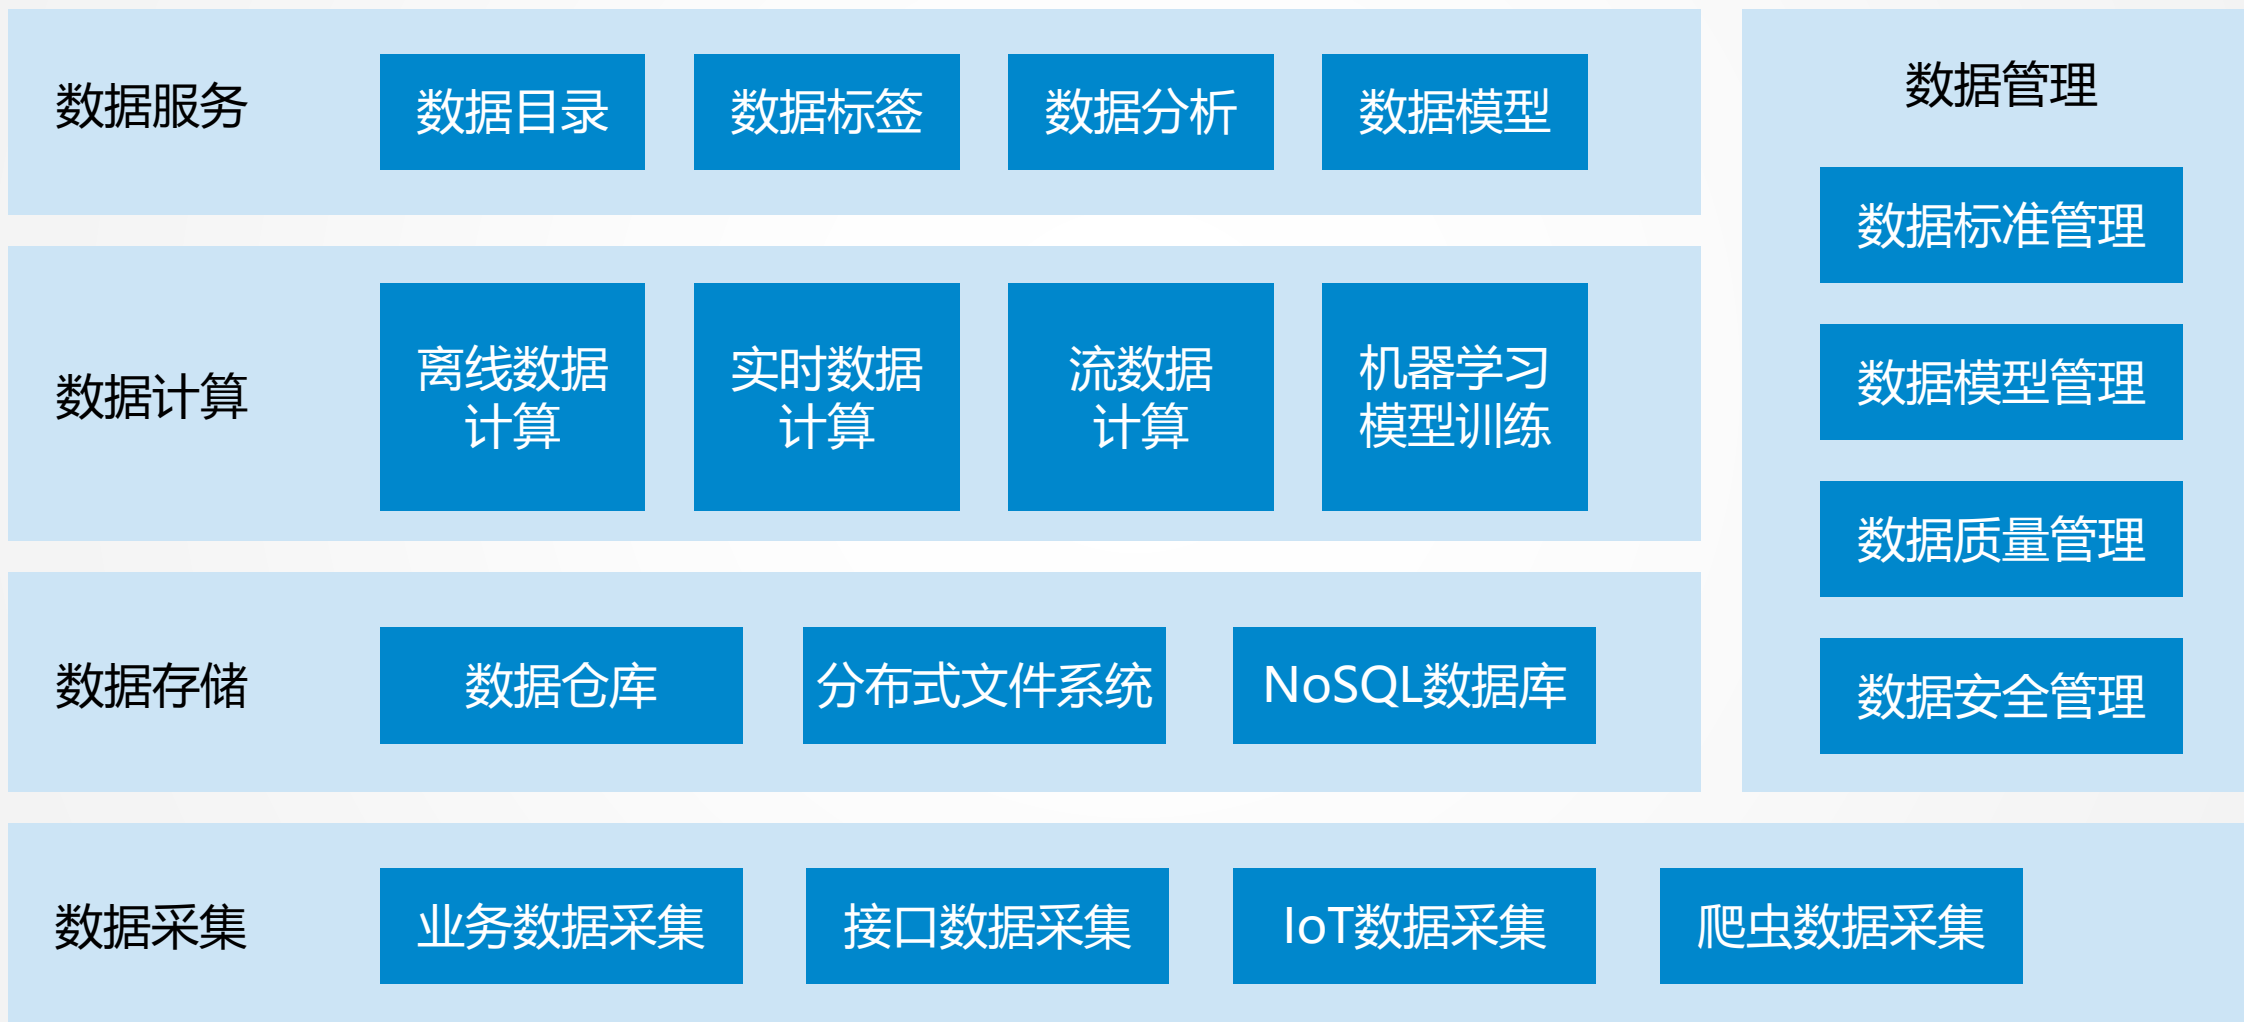 数据服务
数据目录
数据标签
数据分析
数据模型
数据计算
离线数据
计算
实时数据
计算
流数据
计算
机器学习
模型训练
数据存储
数据仓库
分布式文件系统
NoSQL数据库
数据管理
数据标准管理
数据模型管理
数据质量管理
数据安全管理
数据采集
业务数据采集
接口数据采集
IoT数据采集
爬虫数据采集